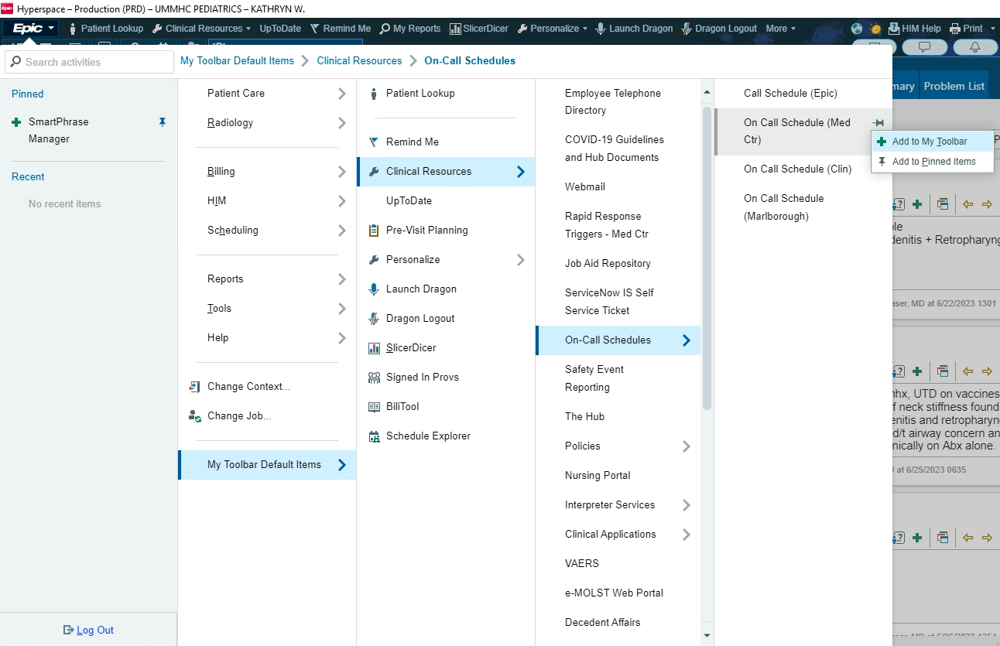 Hyperspace – Production (PRD) – UMMHC PEDIATRICS – KATHRYN W.
Epic
Patient Lookup
Clinical Resources
UpToDate
Remind Me
My Reports
SlicerDicer
Personalize
Launch Dragon
Dragon Logout
More
HIM Help
Print
Search activities
My Toolbar Default Items
Clinical Resources
On-Call Schedules
mary
Problem List
Pinned
SmartPhrase
Manager
Recent
No recent items
Log Out
Patient Care
Radiology
Billing
HIM
Scheduling
Reports
Tools
Help
Change Context...
Change Job...
My Toolbar Default Items
Patient Lookup
Remind Me
Clinical Resources
UpToDate
Pre-Visit Planning
Personalize
Launch Dragon
Dragon Logout
SlicerDicer
Signed In Provs
BiliTool
Schedule Explorer
Employee Telephone
Directory
COVID-19 Guidelines
and Hub Documents
Webmail
Rapid Response
Triggers - Med Ctr
Job Aid Repository
ServiceNow IS Self
Service Ticket
On-Call Schedules
Safety Event
Reporting
The Hub
Policies
Nursing Portal
Interpreter Services
Clinical Applications
VAERS
e-MOLST Web Portal
Decedent Affairs
Call Schedule (Epic)
On Call Schedule (Med
Ctr)
On Call Schedule (Clin)
On Call Schedule
(Marlborough)
Add to My Toolbar
Add to Pinned Items
ple
denitis + Retropharyng
aser, MD at 6/22/2023 1301
mhx, UTD on vaccines
f neck stiffness found
enitis and retropharyn
d/t airway concern an
nically on Abx alone.
D at 6/25/2023 0635